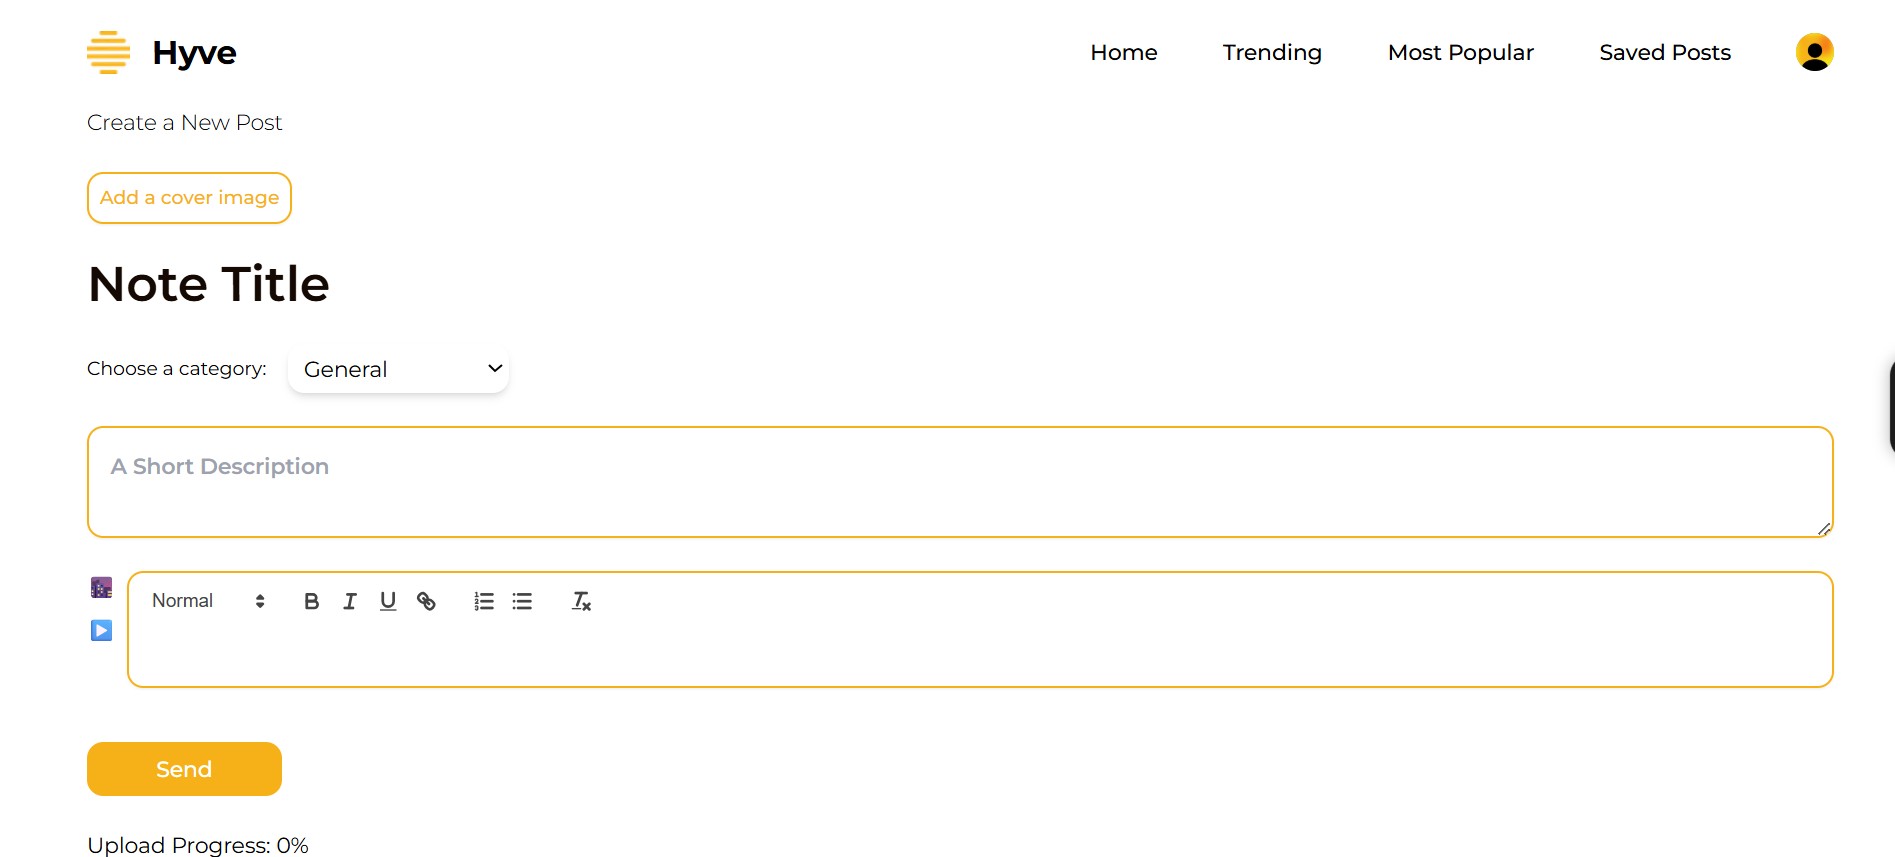 Hyve
Home Trending Most Popular Saved Posts
Create a New Post
Add a cover image
Note Title
Choose a category: General
A Short Description
Normal
Send
Upload Progress: 0%